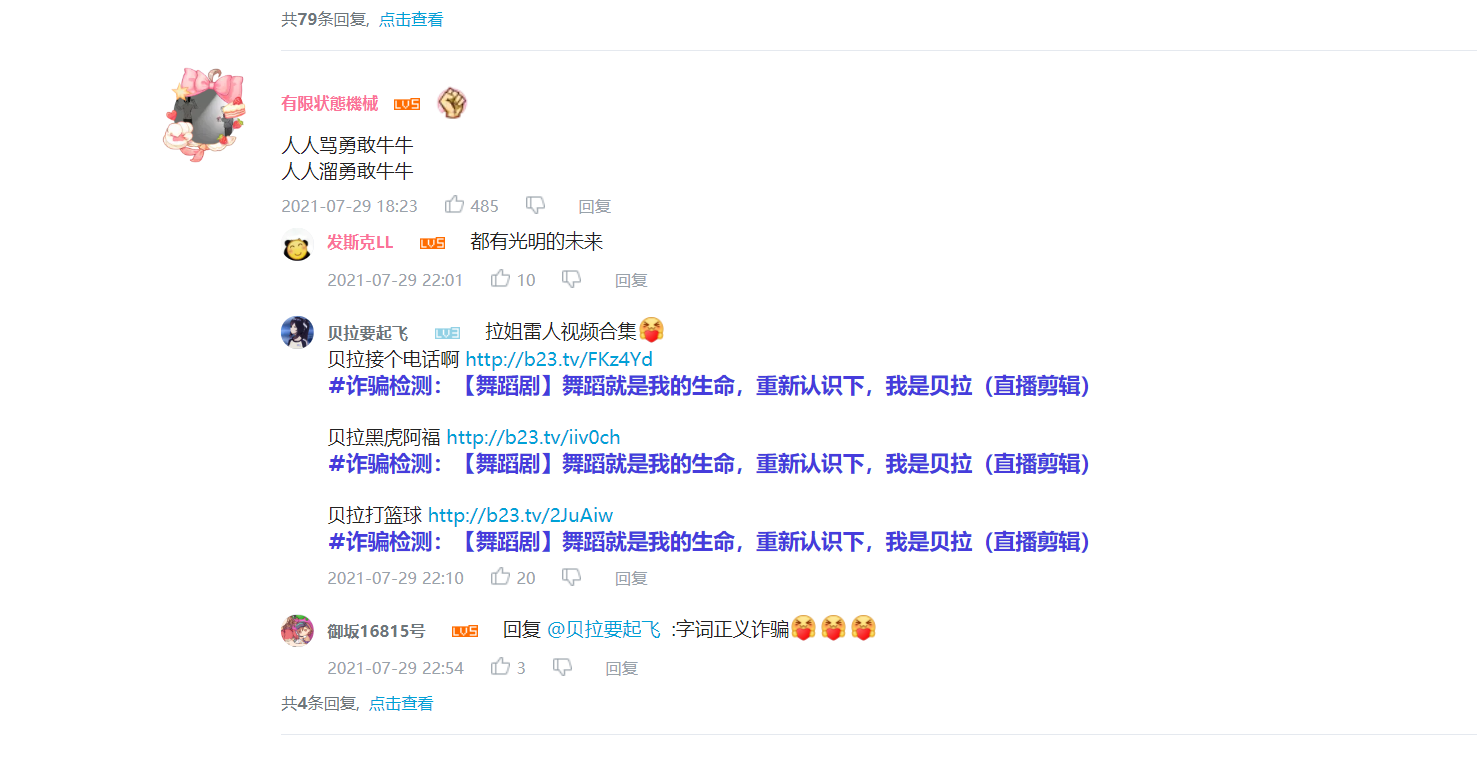 共79条回复, 点击查看
有限状態機械 LV5
人人骂勇敢牛牛
人人溜勇敢牛牛
2021-07-29 18:23 485 回复
发斯克LL LV5 都有光明的未来
2021-07-29 22:01 10 回复
贝拉要起飞 LV3 拉姐雷人视频合集
贝拉接个电话啊 http://b23.tv/FKz4Yd
#诈骗检测：【舞蹈剧】舞蹈就是我的生命，重新认识下，我是贝拉（直播剪辑）
贝拉黑虎阿福 http://b23.tv/iiv0ch
#诈骗检测：【舞蹈剧】舞蹈就是我的生命，重新认识下，我是贝拉（直播剪辑）
贝拉打篮球 http://b23.tv/2JuAiw
#诈骗检测：【舞蹈剧】舞蹈就是我的生命，重新认识下，我是贝拉（直播剪辑）
2021-07-29 22:10 20 回复
御坂16815号 LV5 回复 @贝拉要起飞 :字词正义诈骗
2021-07-29 22:54 3 回复
共4条回复, 点击查看